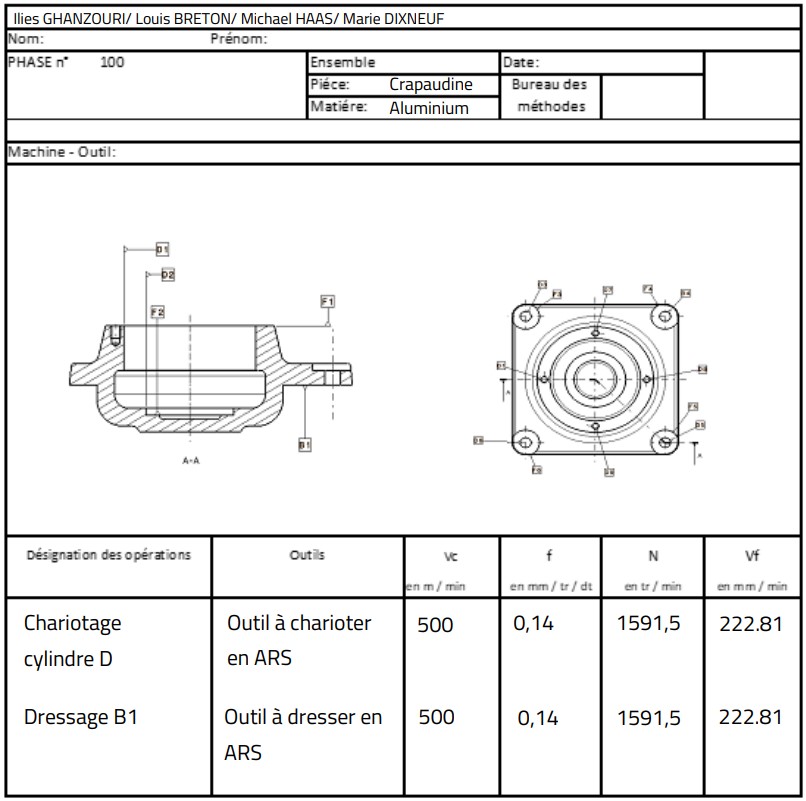 Ilies GHANZOURI/ Louis BRETON/ Michael HAAS/ Marie DIXNEUF
Nom: Prénom:
PHASE n° 100 Ensemble Date:
Piéce: Crapaudine Bureau des
Matiére: Aluminium méthodes
Machine - Outil:
D1
D2
F2
F1
B1
A-A
A
A
Désignation des opérations Outils Vc f N Vf
en m / min en mm / tr / dt en tr / min en mm / min
Chariotage Outil à charioter 500 0,14 1591,5 222.81
cylindre D en ARS
Dressage B1 Outil à dresser en 500 0,14 1591,5 222.81
ARS